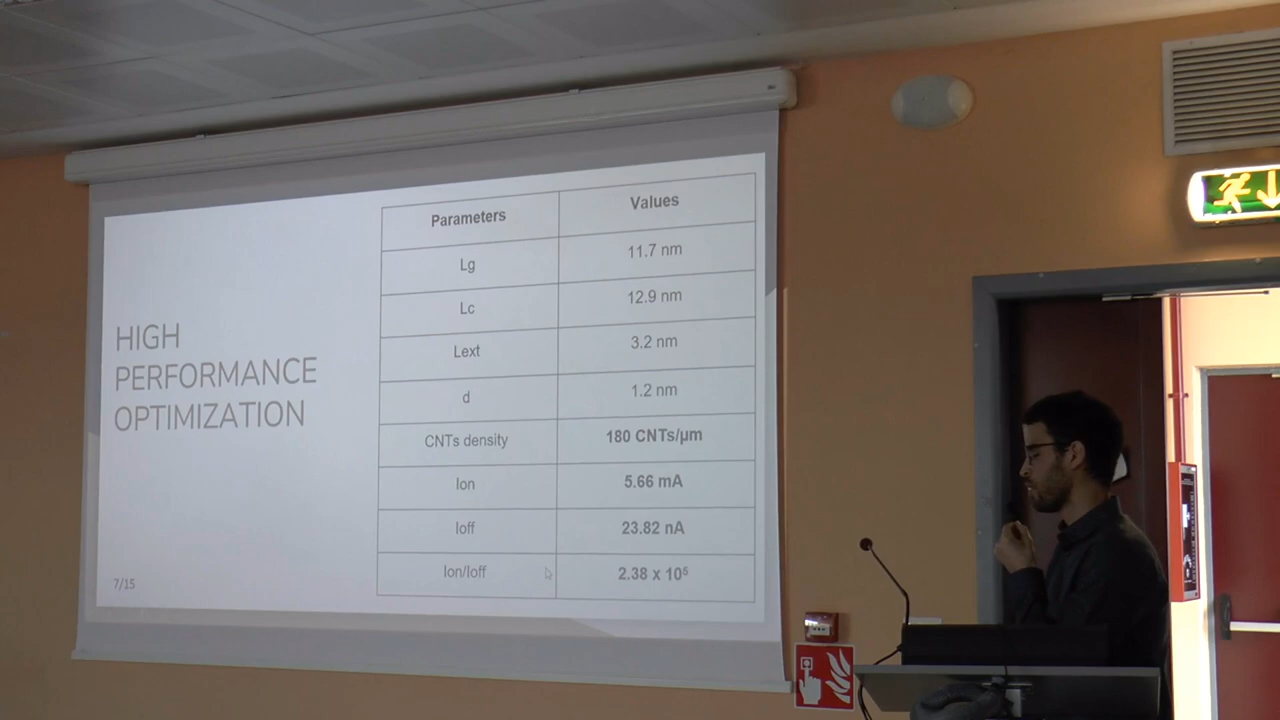 HIGH
PERFORMANCE
OPTIMIZATION
Parameters Values
Lg 11.7 nm
Lc 12.9 nm
Lext 3.2 nm
d 1.2 nm
CNTs density 180 CNTs/µm
Ion 5.66 mA
Ioff 23.82 nA
Ion/Ioff 2.38 x 10⁵
7/15